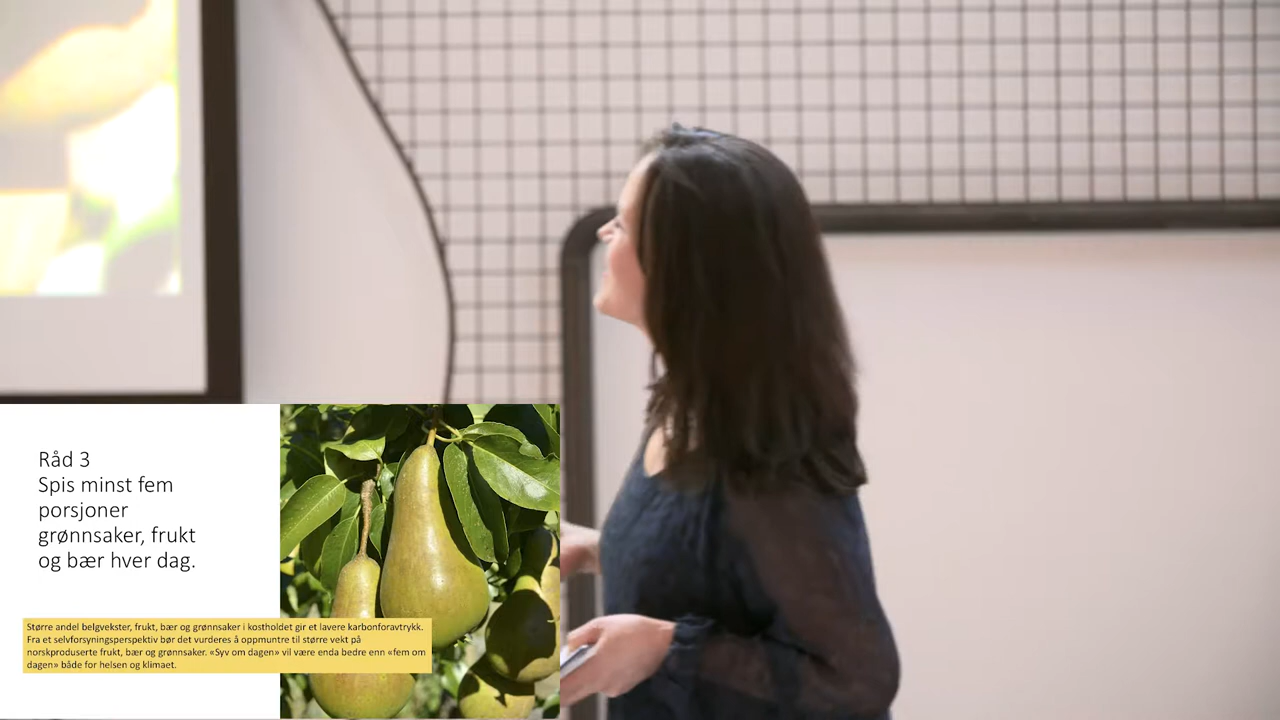 Råd 3
Spis minst fem
porsjoner
grønnsaker, frukt
og bær hver dag.
Større andel belgvekster, frukt, bær og grønnsaker i kostholdet gir et lavere karbonforavtrykk.
Fra et selvforsyningsperspektiv bør det vurderes å oppmuntre til større vekt på
norskproduserte frukt, bær og grønnsaker. «Syv om dagen» vil være enda bedre enn «fem om
dagen» både for helsen og klimaet.